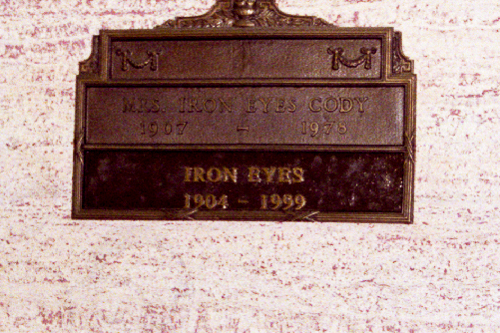 MRS. IRON EYES CODY
1907 - 1978
IRON EYES
1904 - 1999